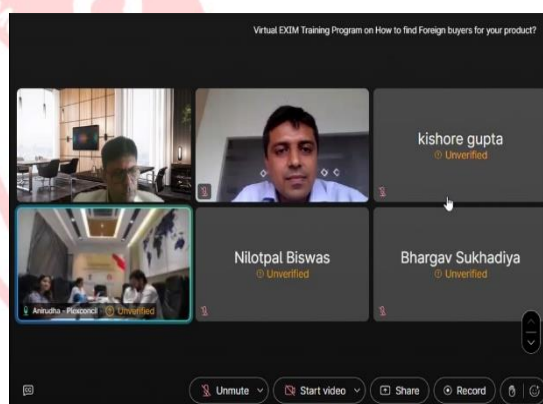 Virtual EXIM Training Program on How to find Foreign buyers for your product?
kishore gupta
Unverified
Anirudha - Plexconcil
Unverified
Nilotpal Biswas
Unverified
Bhargav Sukhadiya
Unverified
CC
Unmute
Start video
Share
Record